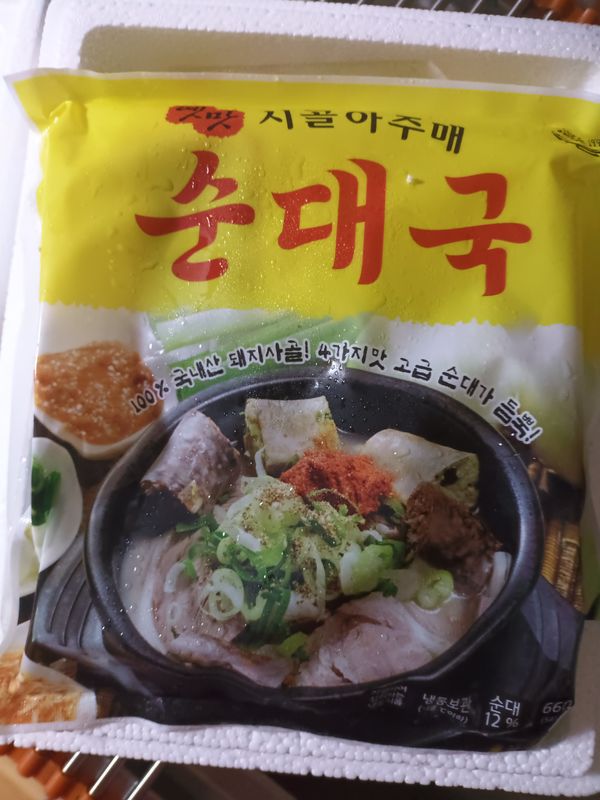 옛맛 시골아주매
순대국
100% 국내산 돼지사골! 4가지맛 고급 순대가 듬뿍!
냉동보관
순대
12%